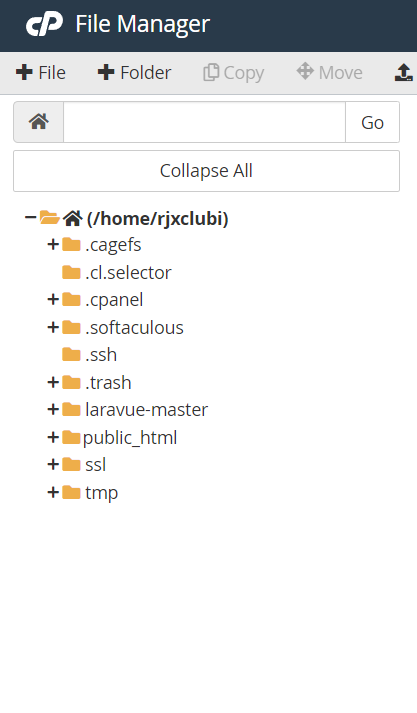 cP File Manager
File Folder Copy Move
Go
Collapse All
(/home/rjxclubi)
.cagefs
.cl.selector
.cpanel
.softaculous
.ssh
.trash
laravue-master
public_html
ssl
tmp